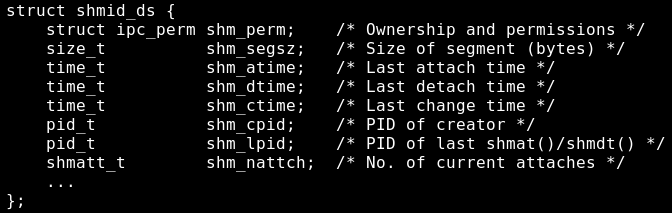 struct shmid_ds {
    struct ipc_perm shm_perm;    /* Ownership and permissions */
    size_t          shm_segsz;   /* Size of segment (bytes) */
    time_t          shm_atime;   /* Last attach time */
    time_t          shm_dtime;   /* Last detach time */
    time_t          shm_ctime;   /* Last change time */
    pid_t           shm_cpid;    /* PID of creator */
    pid_t           shm_lpid;    /* PID of last shmat()/shmdt() */
    shmatt_t        shm_nattch;  /* No. of current attaches */
    ...
};